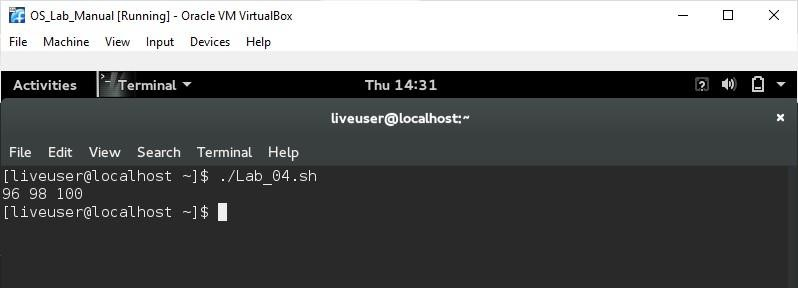 OS_Lab_Manual [Running] - Oracle VM VirtualBox
File Machine View Input Devices Help
Activities Terminal Thu 14:31
liveuser@localhost:~
File Edit View Search Terminal Help
[liveuser@localhost ~]$ ./Lab_04.sh
96 98 100
[liveuser@localhost ~]$